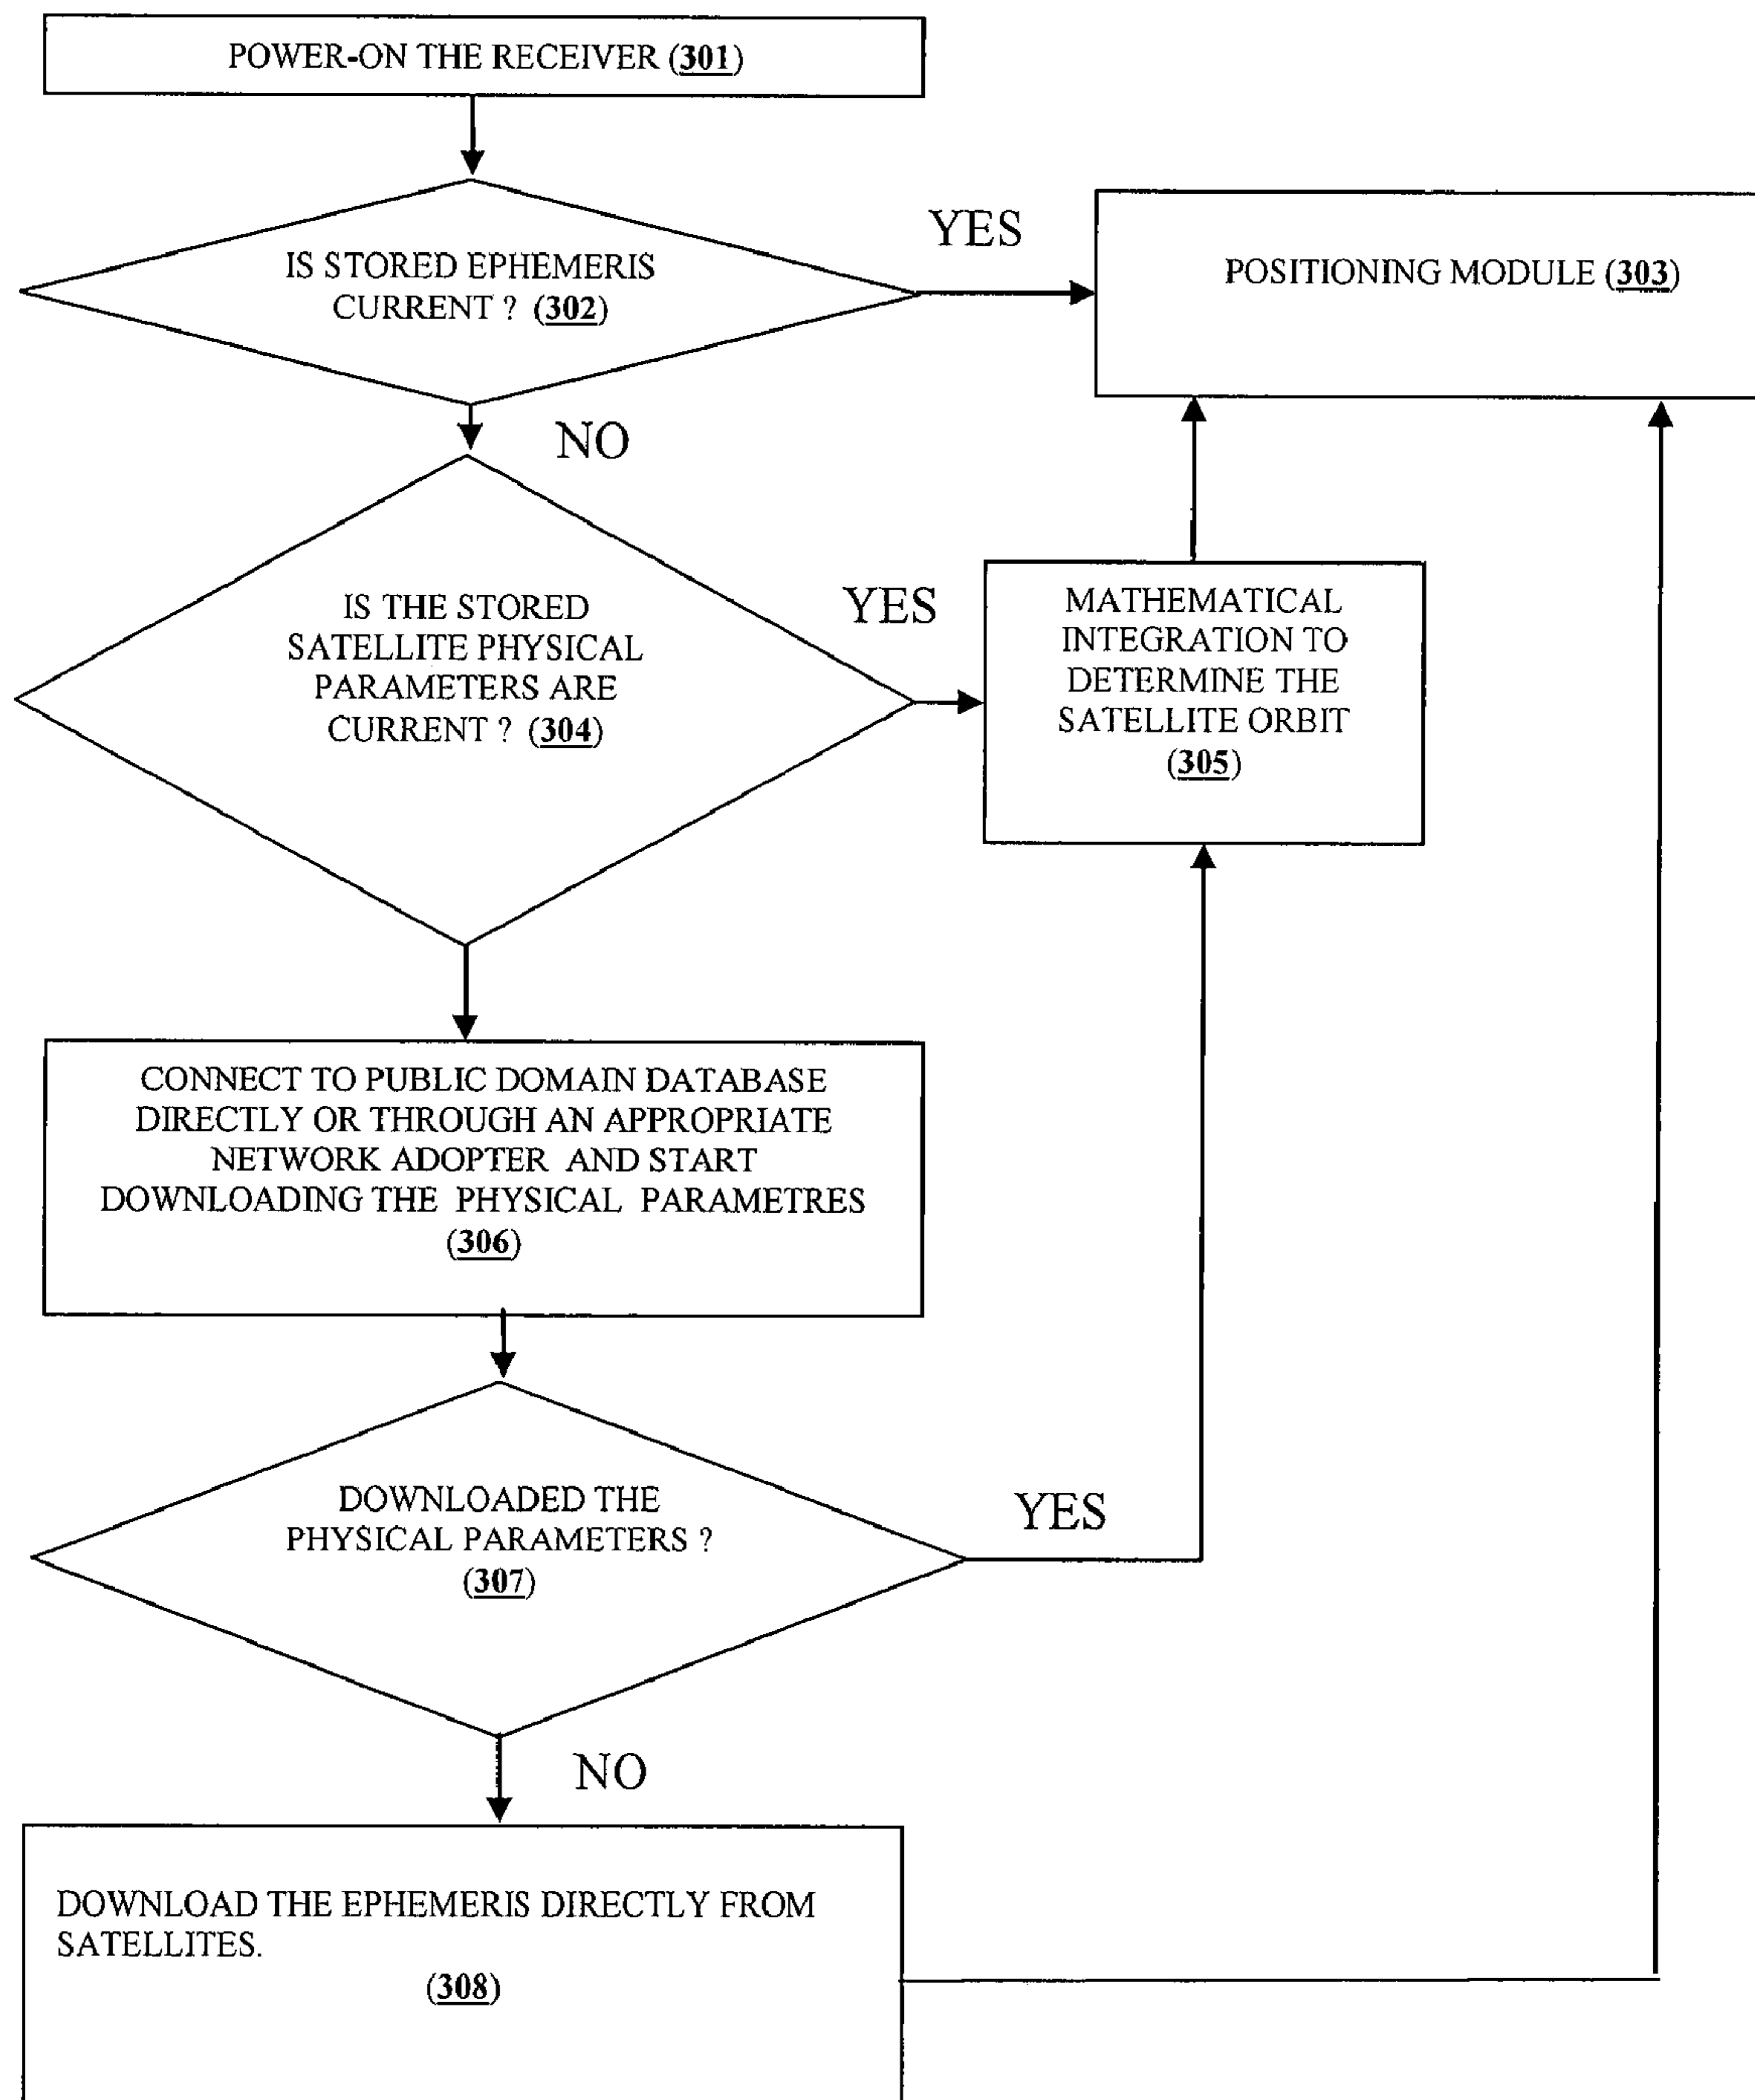 POWER-ON THE RECEIVER (301)
IS STORED EPHEMERIS
CURRENT ? (302)
YES
POSITIONING MODULE (303)
NO
IS THE STORED
SATELLITE PHYSICAL
PARAMETERS ARE
CURRENT ? (304)
YES
MATHEMATICAL
INTEGRATION TO
DETERMINE THE
SATELLITE ORBIT
(305)
CONNECT TO PUBLIC DOMAIN DATABASE
DIRECTLY OR THROUGH AN APPROPRIATE
NETWORK ADOPTER AND START
DOWNLOADING THE PHYSICAL PARAMETRES
(306)
DOWNLOADED THE
PHYSICAL PARAMETERS ?
(307)
YES
NO
DOWNLOAD THE EPHEMERIS DIRECTLY FROM
SATELLITES.
(308)